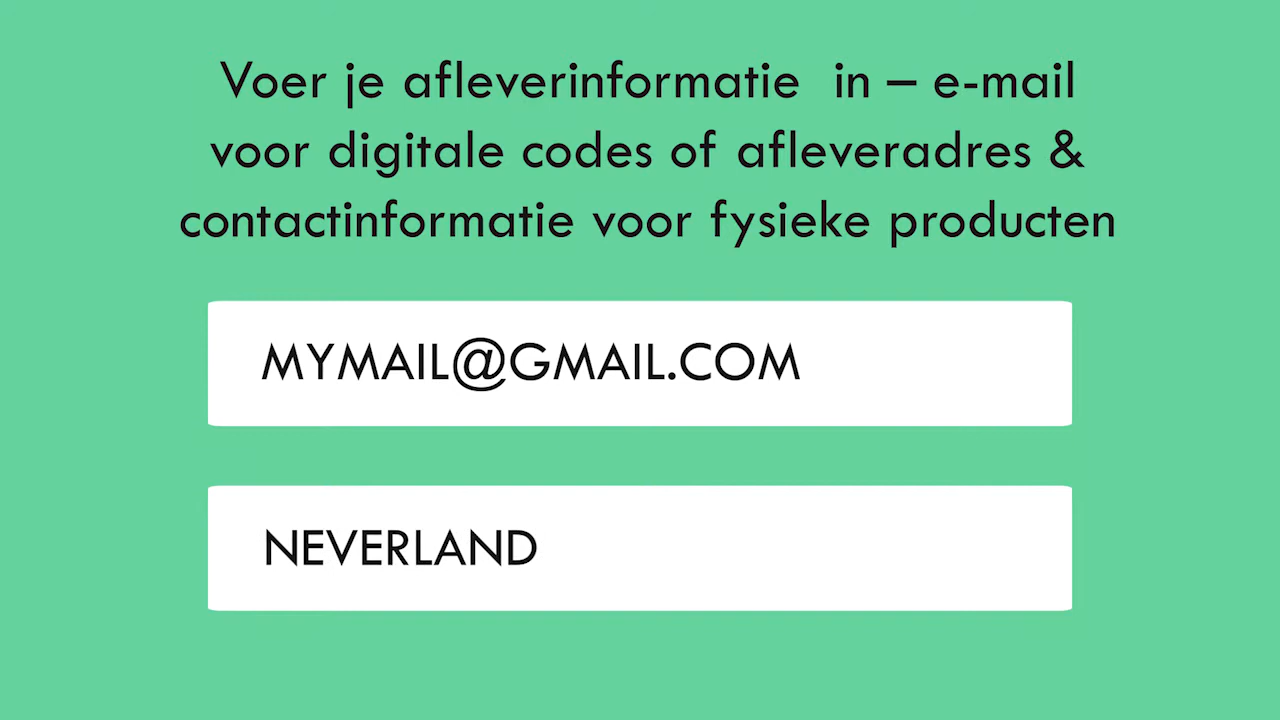 Voer je afleverinformatie in – e-mail
voor digitale codes of afleveradres &
contactinformatie voor fysieke producten
MYMAIL@GMAIL.COM
NEVERLAND